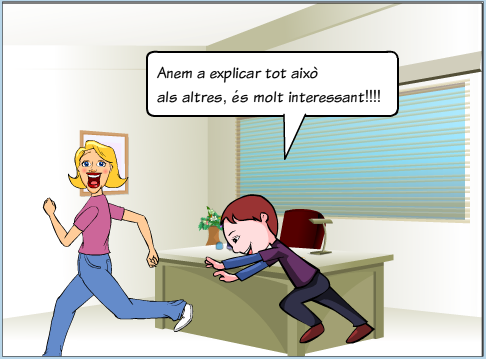 Anem a explicar tot això
als altres, és molt interessant!!!!